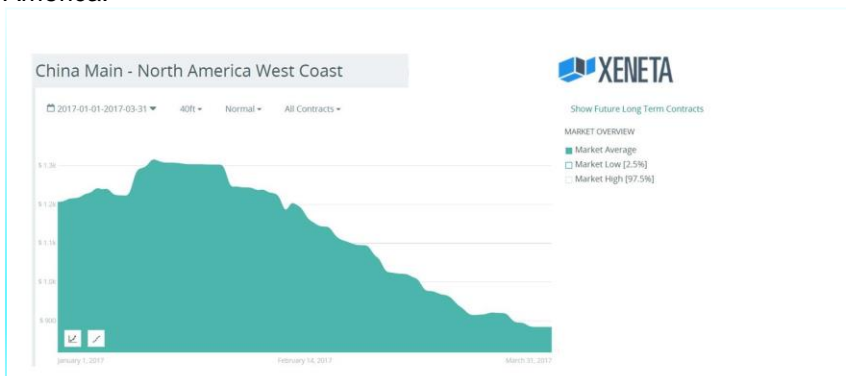 China Main - North America West Coast
XENETA
2017-01-01-2017-03-31
40ft
Normal
All Contracts
Show Future Long Term Contracts
MARKET OVERVIEW
Market Average
Market Low [2.5%]
Market High [97.5%]
$ 1.3k
$ 1.2k
$ 1.1k
$ 1.0k
$ 900
January 1, 2017
February 14, 2017
March 31, 2017